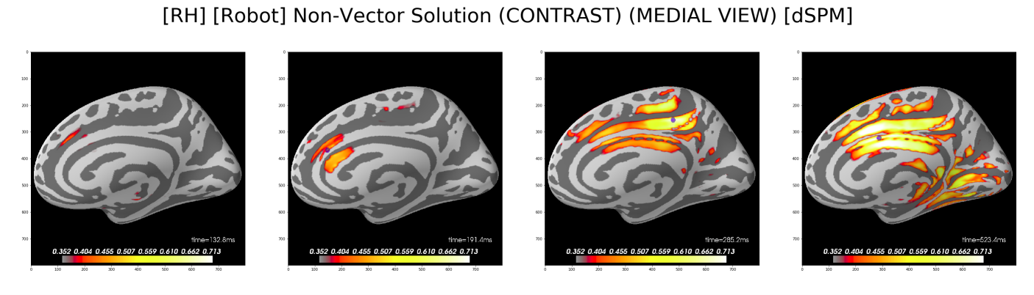 [RH] [Robot] Non-Vector Solution (CONTRAST) (MEDIAL VIEW) [dSPM]
time=132.8ms
0.352 0.404 0.455 0.507 0.559 0.610 0.662 0.713
time=191.4ms
0.352 0.404 0.455 0.507 0.559 0.610 0.662 0.713
time=285.2ms
0.352 0.404 0.455 0.507 0.559 0.610 0.662 0.713
time=523.4ms
0.352 0.404 0.455 0.507 0.559 0.610 0.662 0.713